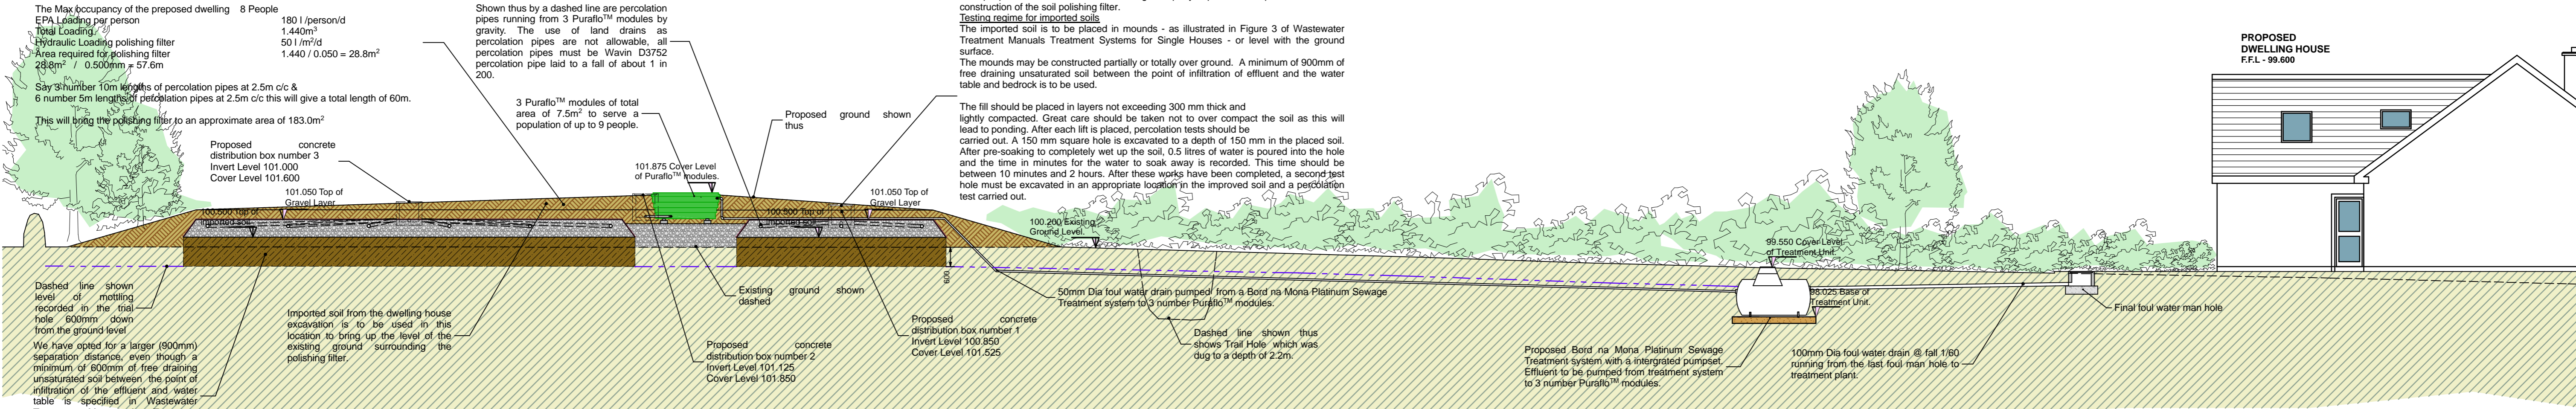 The Max occupancy of the preposed dwelling 8 People
EPA Loading per person 180 l /person/d
Total Loading 1.440m³
Hydraulic Loading polishing filter 50 l /m²/d
Area required for polishing filter 1.440 / 0.050 = 28.8m²
28.8m² / 0.500mm = 57.6m
Say 3 number 10m lengths of percolation pipes at 2.5m c/c &
6 number 5m lengths of percolation pipes at 2.5m c/c this will give a total length of 60m.
This will bring the polishing filter to an approximate area of 183.0m²
Proposed concrete
distribution box number 3
Invert Level 101.000
Cover Level 101.600
101.050 Top of
Gravel Layer
100.500 Top of
Imported soil
Dashed line shown
level of mottling
recorded in the trial
hole 600mm down
from the ground level
We have opted for a larger (900mm)
separation distance, even though a
minimum of 600mm of free draining
unsaturated soil between the point of
infiltration of the effluent and water
table is specified in Wastewater
Imported soil from the dwelling house
excavation is to be used in this
location to bring up the level of the
existing ground surrounding the
polishing filter.
Shown thus by a dashed line are percolation
pipes running from 3 Puraflo™ modules by
gravity. The use of land drains as
percolation pipes are not allowable, all
percolation pipes must be Wavin D3752
percolation pipe laid to a fall of about 1 in
200.
3 Puraflo™ modules of total
area of 7.5m² to serve a
population of up to 9 people.
101.875 Cover Level
of Puraflo™ modules.
Proposed ground shown
thus
101.050 Top of
Gravel Layer
100.500 Top of
Imported soil
Existing ground shown
dashed
Proposed concrete
distribution box number 2
Invert Level 101.125
Cover Level 101.850
Proposed concrete
distribution box number 1
Invert Level 100.850
Cover Level 101.525
600
construction of the soil polishing filter.
Testing regime for imported soils
The imported soil is to be placed in mounds - as illustrated in Figure 3 of Wastewater
Treatment Manuals Treatment Systems for Single Houses - or level with the ground
surface.
The mounds may be constructed partially or totally over ground. A minimum of 900mm of
free draining unsaturated soil between the point of infiltration of effluent and the water
table and bedrock is to be used.
The fill should be placed in layers not exceeding 300 mm thick and
lightly compacted. Great care should be taken not to over compact the soil as this will
lead to ponding. After each lift is placed, percolation tests should be
carried out. A 150 mm square hole is excavated to a depth of 150 mm in the placed soil.
After pre-soaking to completely wet up the soil, 0.5 litres of water is poured into the hole
and the time in minutes for the water to soak away is recorded. This time should be
between 10 minutes and 2 hours. After these works have been completed, a second test
hole must be excavated in an appropriate location in the improved soil and a percolation
test carried out.
100.200 Existing
Ground Level.
50mm Dia foul water drain pumped from a Bord na Mona Platinum Sewage
Treatment system to 3 number Puraflo™ modules.
Dashed line shown thus
shows Trail Hole which was
dug to a depth of 2.2m.
99.550 Cover Level
of Treatment Unit.
98.025 Base of
Treatment Unit.
Proposed Bord na Mona Platinum Sewage
Treatment system with a intergrated pumpset.
Effluent to be pumped from treatment system
to 3 number Puraflo™ modules.
100mm Dia foul water drain @ fall 1/60
running from the last foul man hole to
treatment plant.
Final foul water man hole
PROPOSED
DWELLING HOUSE
F.F.L - 99.600